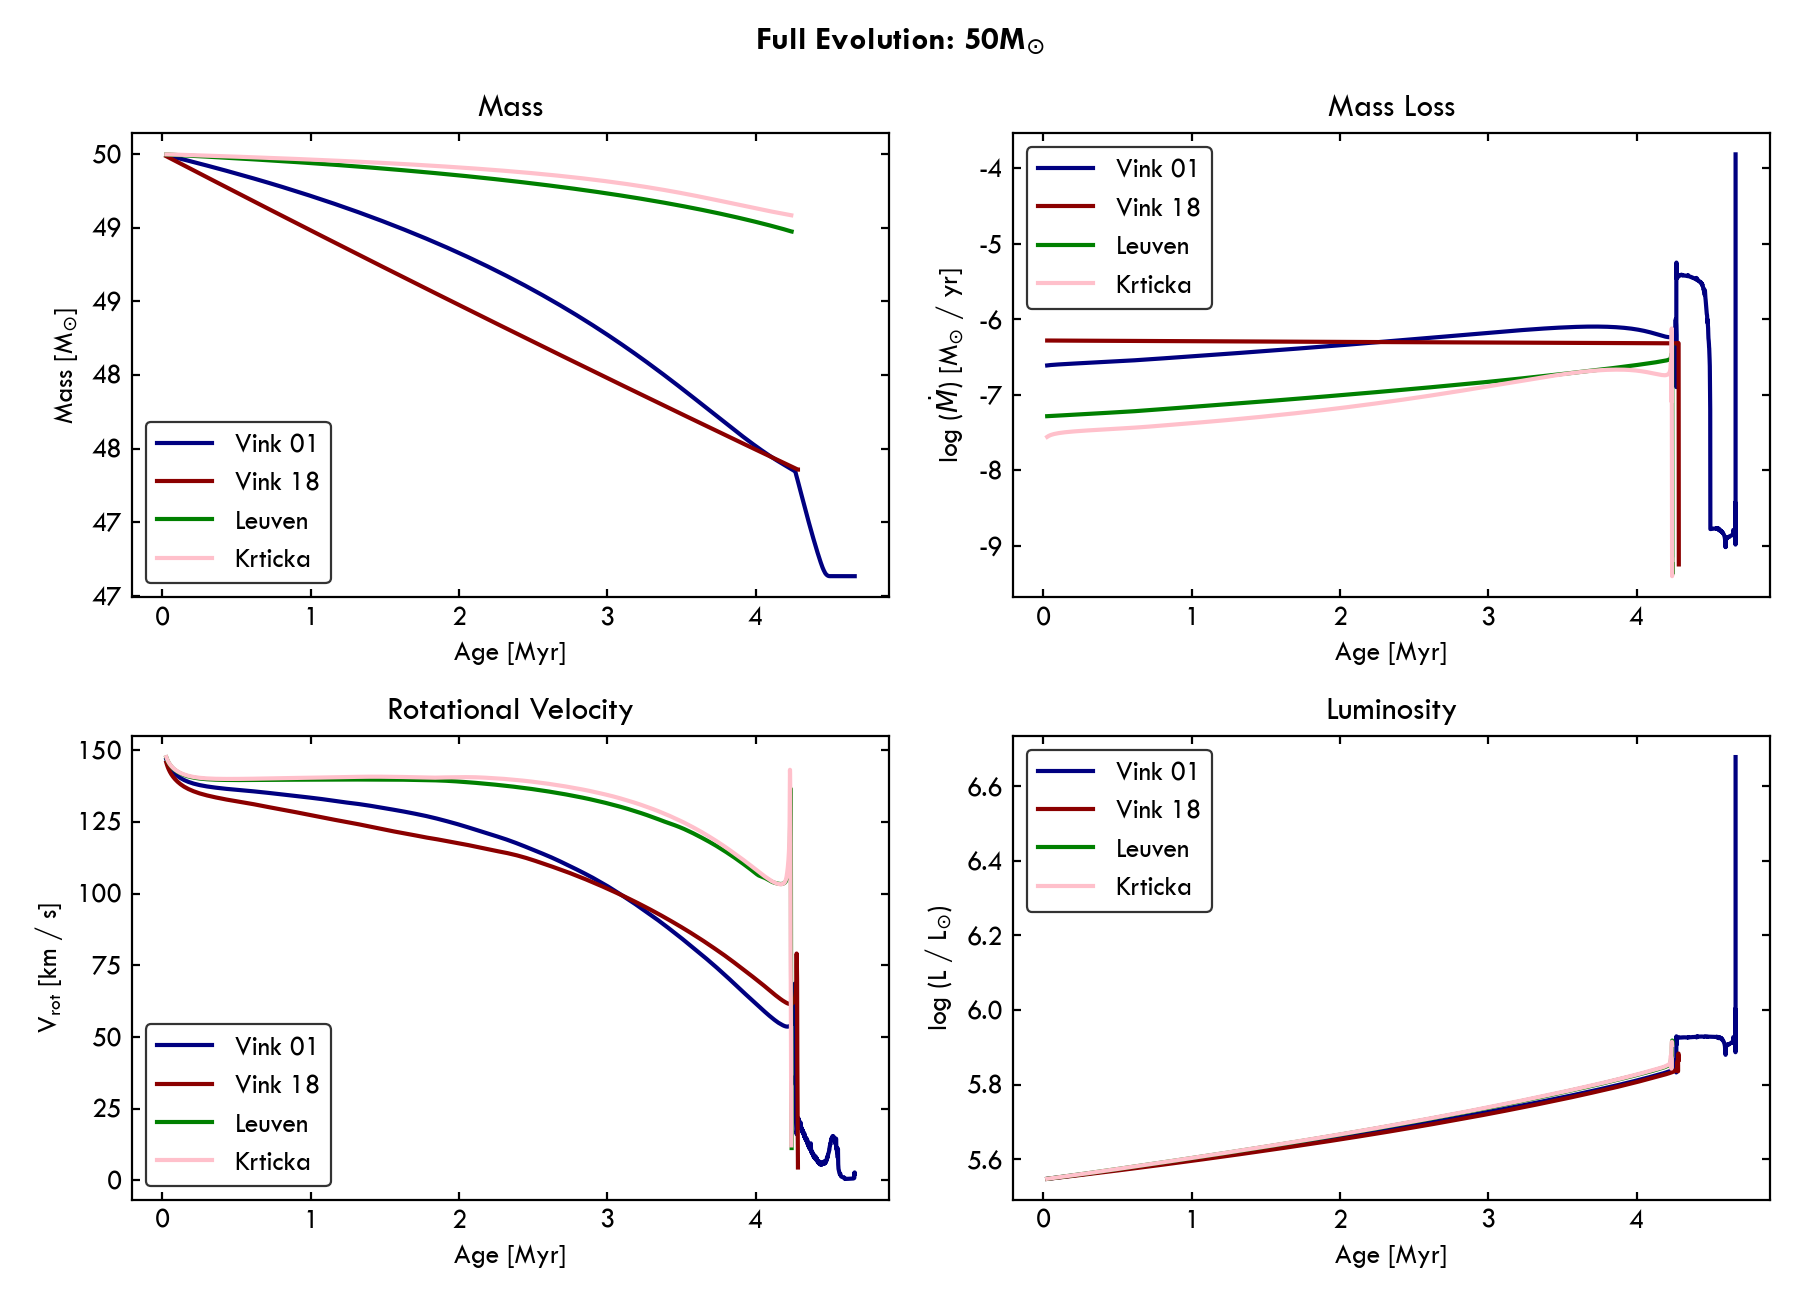 Full Evolution: 50M⊙
Mass
50
49
49
48
48
47
47
Mass [M⊙]
Vink 01
Vink 18
Leuven
Krticka
0 1 2 3 4
Age [Myr]
Mass Loss
-4
-5
-6
-7
-8
-9
log (Ṁ) [M⊙ / yr]
Vink 01
Vink 18
Leuven
Krticka
0 1 2 3 4
Age [Myr]
Rotational Velocity
150
125
100
75
50
25
0
Vrot [km / s]
Vink 01
Vink 18
Leuven
Krticka
0 1 2 3 4
Age [Myr]
Luminosity
6.6
6.4
6.2
6.0
5.8
5.6
log (L / L⊙)
Vink 01
Vink 18
Leuven
Krticka
0 1 2 3 4
Age [Myr]